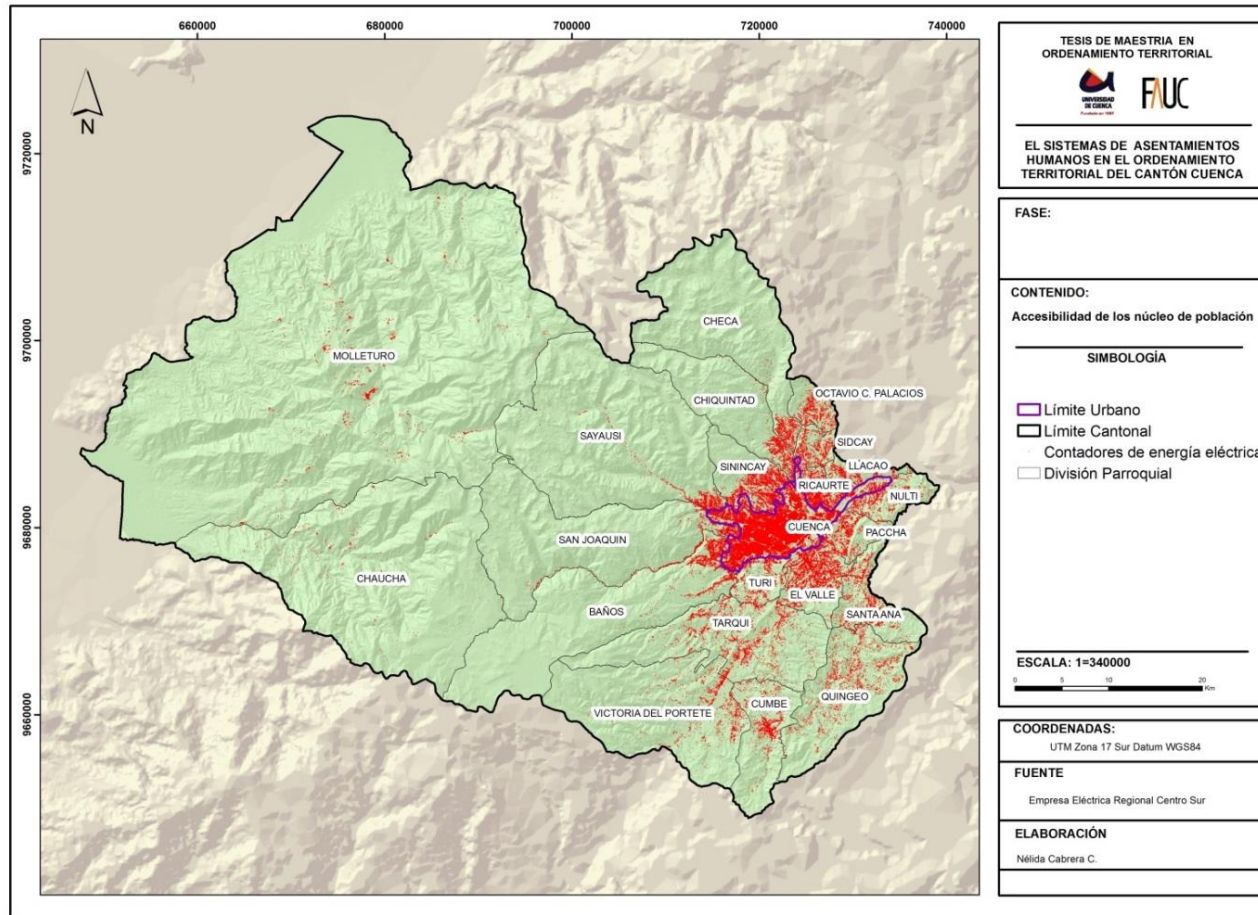 660000
680000
700000
720000
740000
9720000
9700000
9680000
9660000
N
CHECA
MOLLETURO
CHIQUINTAD
OCTAVIO C. PALACIOS
SAYAUSI
SIDCAY
SININCAY
LLACAO
RICAURTE
NULTI
CUENCA
PACCHA
SAN JOAQUIN
CHAUCHA
TURI
EL VALLE
BAÑOS
SANTA ANA
TARQUI
QUINGEO
CUMBE
VICTORIA DEL PORTETE
TESIS DE MAESTRIA EN
ORDENAMIENTO TERRITORIAL
UNIVERSIDAD
DE CUENCA
FAUC
EL SISTEMAS DE ASENTAMIENTOS
HUMANOS EN EL ORDENAMIENTO
TERRITORIAL DEL CANTÓN CUENCA
FASE:
CONTENIDO:
Accesibilidad de los núcleo de población
SIMBOLOGÍA
Límite Urbano
Límite Cantonal
Contadores de energía eléctrica
División Parroquial
ESCALA: 1=340000
0 5 10 20
Km
COORDENADAS:
UTM Zona 17 Sur Datum WGS84
FUENTE
Empresa Eléctrica Regional Centro Sur
ELABORACIÓN
Nélida Cabrera C.